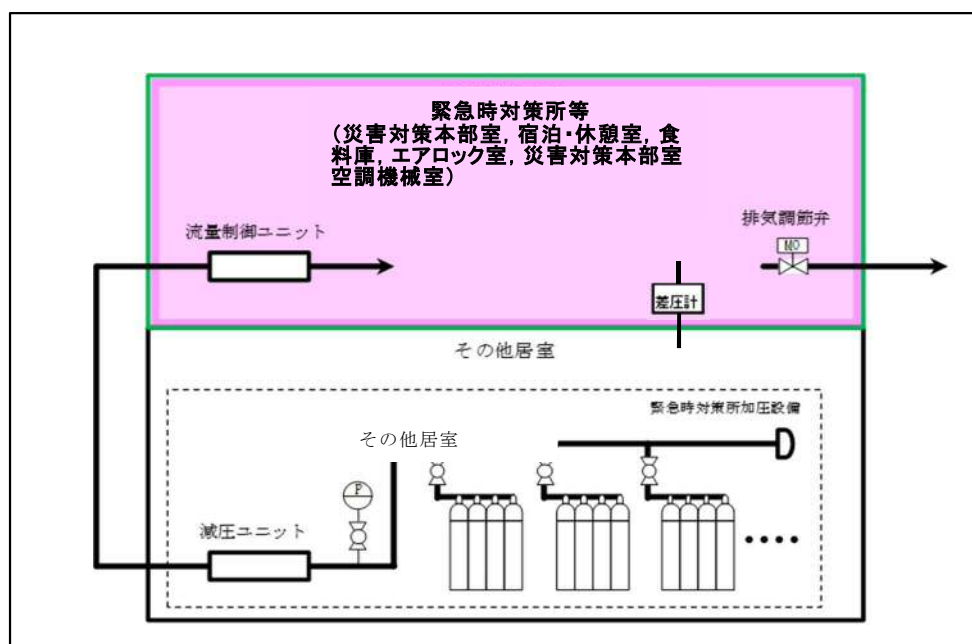 緊急時対策所等
（災害対策本部室，宿泊・休憩室，食
料庫，エアロック室，災害対策本部室
空調機械室）
排気調節弁
流量制御ユニット
MO
差圧計
その他居室
緊急時対策所加圧設備
その他居室
P
減圧ユニット
••••